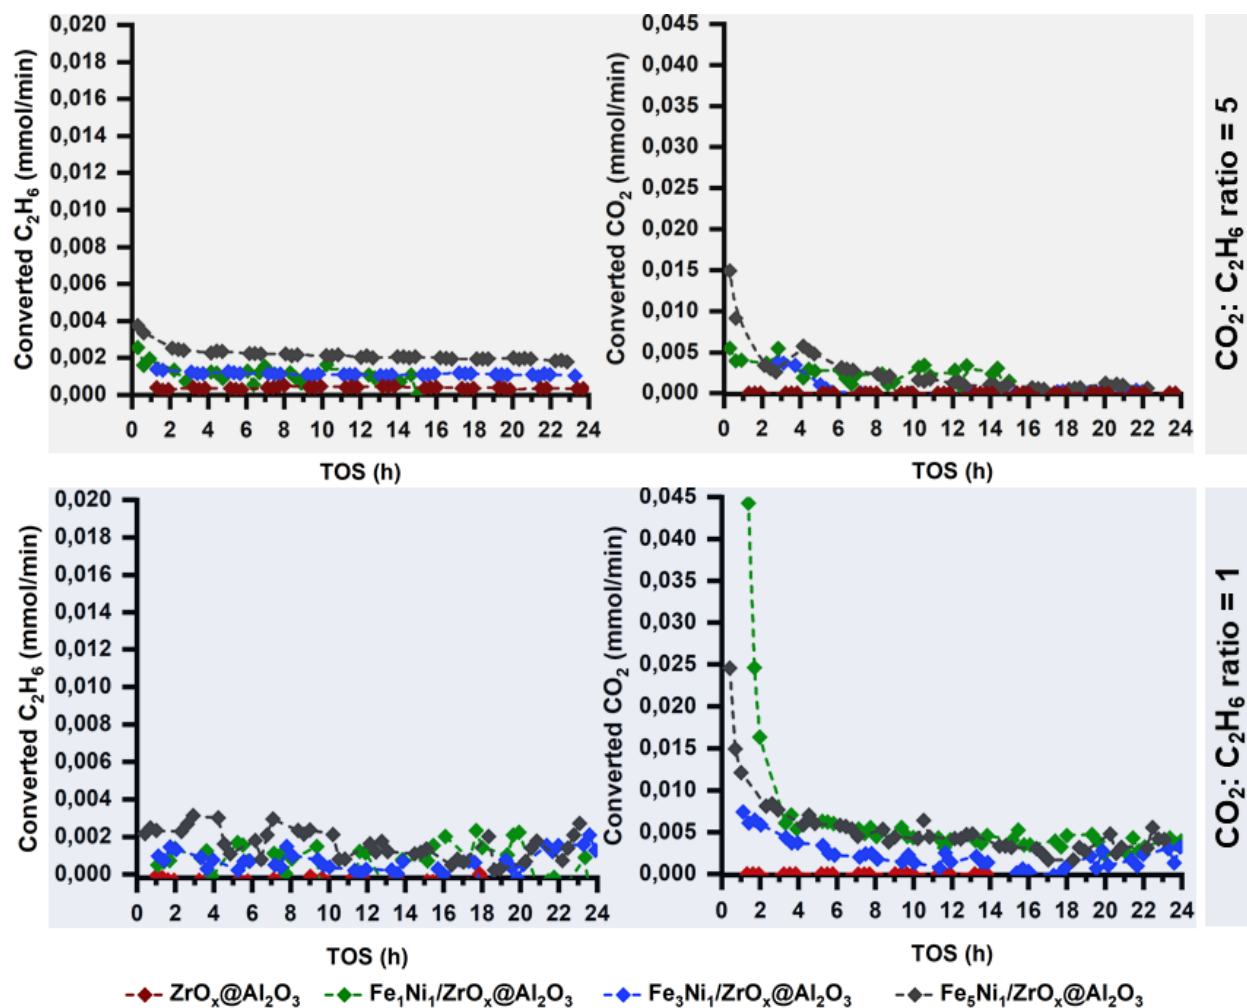 Converted C₂H₆ (mmol/min)
0,020
0,018
0,016
0,014
0,012
0,010
0,008
0,006
0,004
0,002
0,000
0 2 4 6 8 10 12 14 16 18 20 22 24
TOS (h)
Converted CO₂ (mmol/min)
0,045
0,040
0,035
0,030
0,025
0,020
0,015
0,010
0,005
0,000
0 2 4 6 8 10 12 14 16 18 20 22 24
TOS (h)
CO₂: C₂H₆ ratio = 5
Converted C₂H₆ (mmol/min)
0,020
0,018
0,016
0,014
0,012
0,010
0,008
0,006
0,004
0,002
0,000
0 2 4 6 8 10 12 14 16 18 20 22 24
TOS (h)
Converted CO₂ (mmol/min)
0,045
0,040
0,035
0,030
0,025
0,020
0,015
0,010
0,005
0,000
0 2 4 6 8 10 12 14 16 18 20 22 24
TOS (h)
CO₂: C₂H₆ ratio = 1
ZrOₓ@Al₂O₃ Fe₁Ni₁/ZrOₓ@Al₂O₃ Fe₃Ni₁/ZrOₓ@Al₂O₃ Fe₅Ni₁/ZrOₓ@Al₂O₃